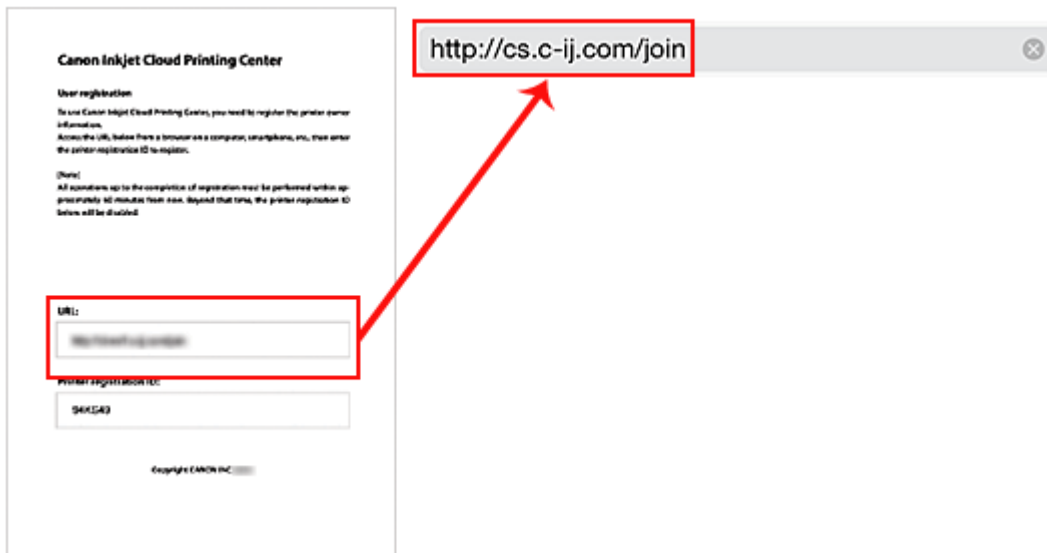 Canon Inkjet Cloud Printing Center
User registration
To use Canon Inkjet Cloud Printing Center, you need to register the printer owner
information.
Access the URL below from a browser on a computer, smartphone, etc., then enter
the printer registration ID to register.
[Note]
All operations up to the completion of registration must be performed within ap-
proximately 60 minutes from now. Beyond that time, the printer registration ID
below will be disabled.
URL:
Printer registration ID:
Copyright CANON INC.
http://cs.c-ij.com/join